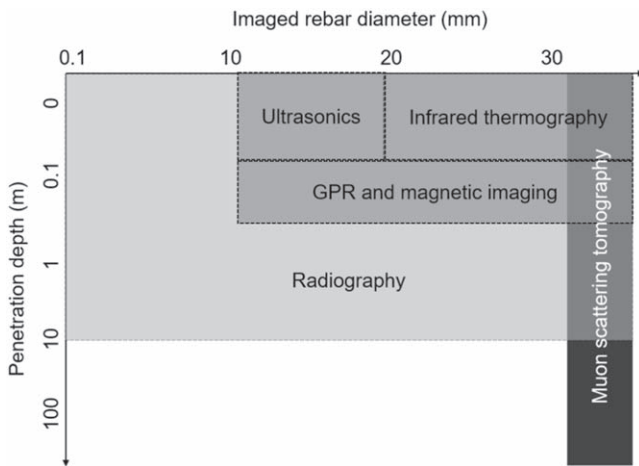 Imaged rebar diameter (mm)
0.1 10 20 30
Penetration depth (m)
0
0.1
1
10
100
Ultrasonics
Infrared thermography
GPR and magnetic imaging
Radiography
Muon scattering tomography